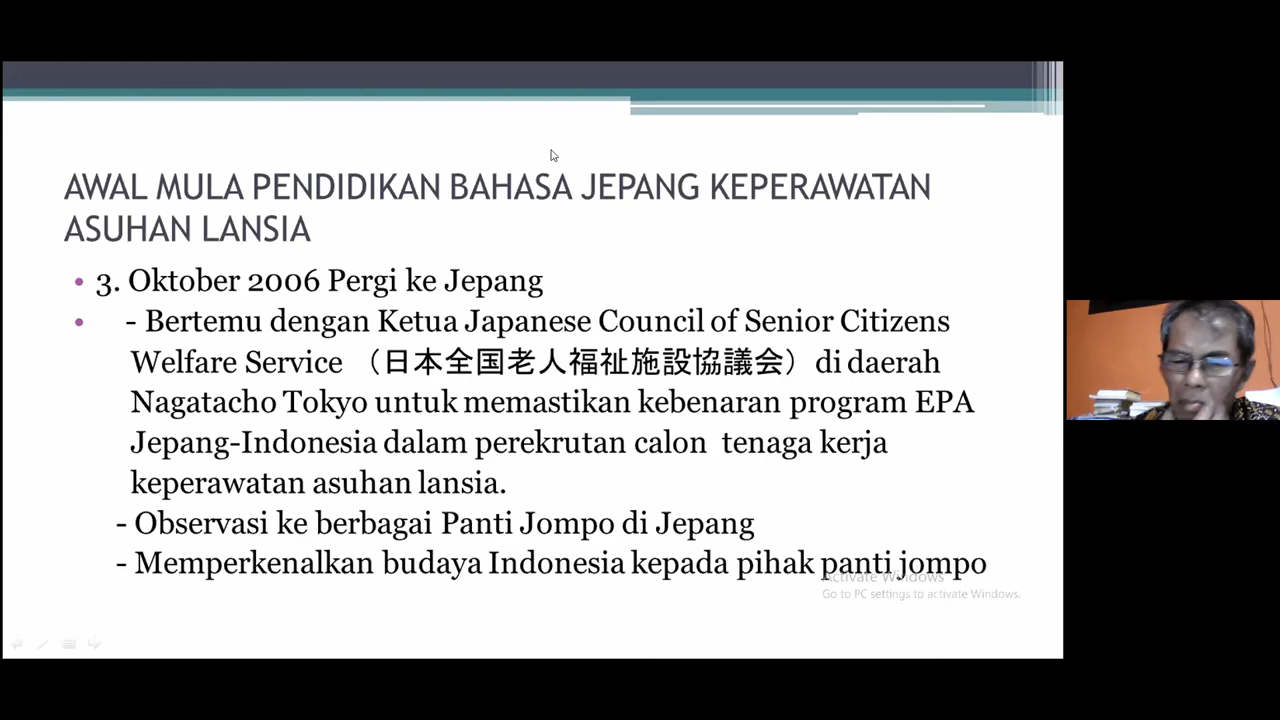 AWAL MULA PENDIDIKAN BAHASA JEPANG KEPERAWATAN
ASUHAN LANSIA
• 3. Oktober 2006 Pergi ke Jepang
• - Bertemu dengan Ketua Japanese Council of Senior Citizens
Welfare Service （日本全国老人福祉施設協議会）di daerah
Nagatacho Tokyo untuk memastikan kebenaran program EPA
Jepang-Indonesia dalam perekrutan calon tenaga kerja
keperawatan asuhan lansia.
- Observasi ke berbagai Panti Jompo di Jepang
- Memperkenalkan budaya Indonesia kepada pihak panti jompo
Activate Windows
Go to PC settings to activate Windows.